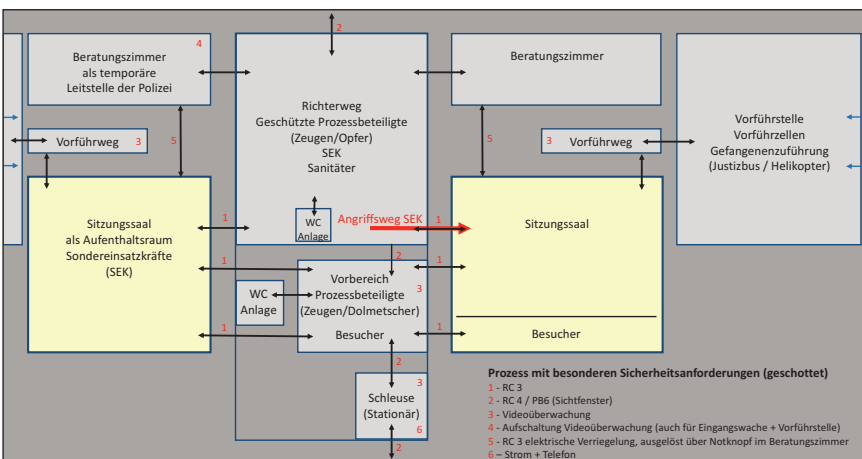 2
Beratungszimmer
als temporäre
Leitstelle der Polizei
4
Richterweg
Geschützte Prozessbeteiligte
(Zeugen/Opfer)
SEK
Sanitäter
Beratungszimmer
Vorführweg 3
5
5
3 Vorführweg
Vorführstelle
Vorführzellen
Gefangenenzuführung
(Justizbus / Helikopter)
Sitzungssaal
als Aufenthaltsraum
Sondereinsatzkräfte
(SEK)
1
WC
Anlage
Angriffsweg SEK
1
Sitzungssaal
2
1
Vorbereich
Prozessbeteiligte
(Zeugen/Dolmetscher)
Besucher
3
1
WC
Anlage
1
1
Besucher
2
Schleuse
(Stationär)
3
6
2
Prozess mit besonderen Sicherheitsanforderungen (geschottet)
1 - RC 3
2 - RC 4 / PB6 (Sichtfenster)
3 - Videoüberwachung
4 - Aufschaltung Videoüberwachung (auch für Eingangswache + Vorführstelle)
5 - RC 3 elektrische Verriegelung, ausgelöst über Notknopf im Beratungszimmer
6 – Strom + Telefon